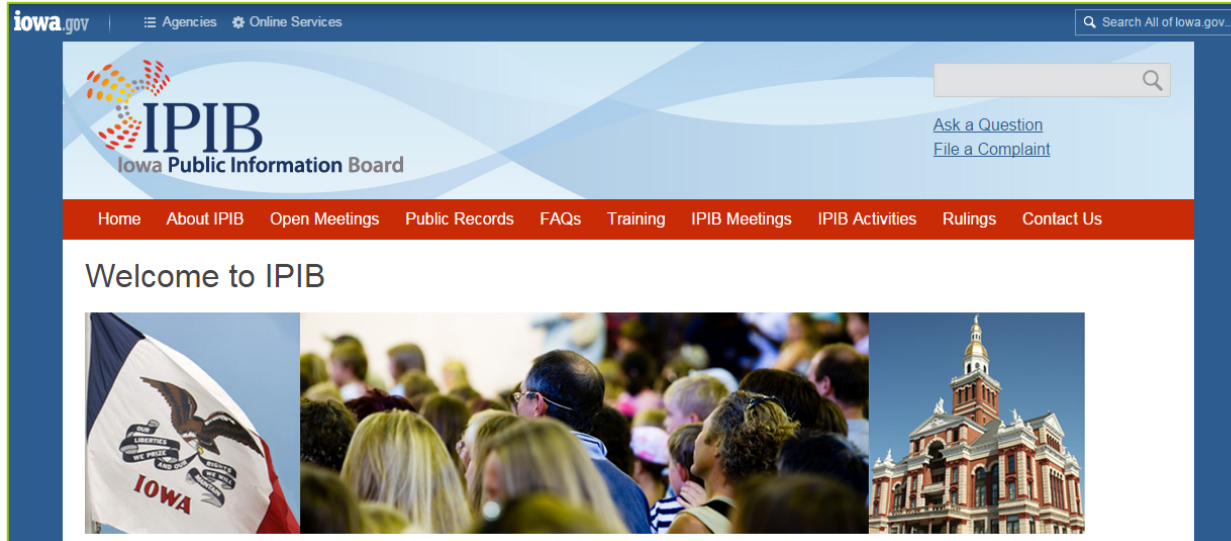 iowa.gov Agencies Online Services Search All of Iowa.gov...
IPIB
Iowa Public Information Board
Ask a Question
File a Complaint
Home About IPIB Open Meetings Public Records FAQs Training IPIB Meetings IPIB Activities Rulings Contact Us
Welcome to IPIB
OUR
LIBERTIES
WE PRIZE
AND OUR
RIGHTS
WE WILL
MAINTAIN
IOWA